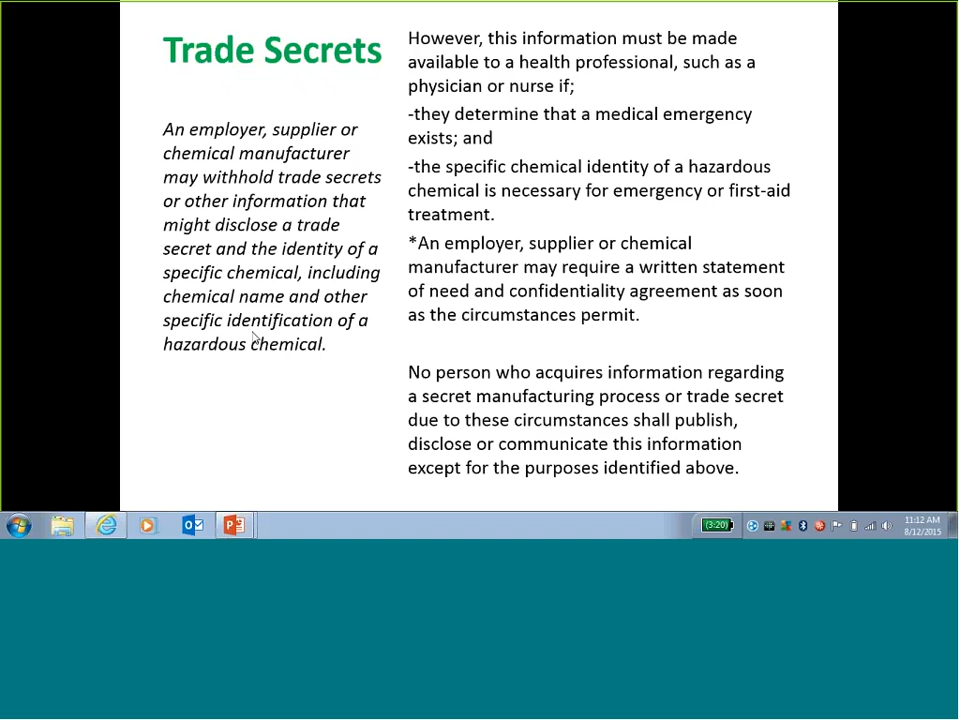 Trade Secrets
An employer, supplier or
chemical manufacturer
may withhold trade secrets
or other information that
might disclose a trade
secret and the identity of a
specific chemical, including
chemical name and other
specific identification of a
hazardous chemical.
However, this information must be made
available to a health professional, such as a
physician or nurse if;
-they determine that a medical emergency
exists; and
-the specific chemical identity of a hazardous
chemical is necessary for emergency or first-aid
treatment.
*An employer, supplier or chemical
manufacturer may require a written statement
of need and confidentiality agreement as soon
as the circumstances permit.
No person who acquires information regarding
a secret manufacturing process or trade secret
due to these circumstances shall publish,
disclose or communicate this information
except for the purposes identified above.
(3:20)
11:12 AM
8/12/2015